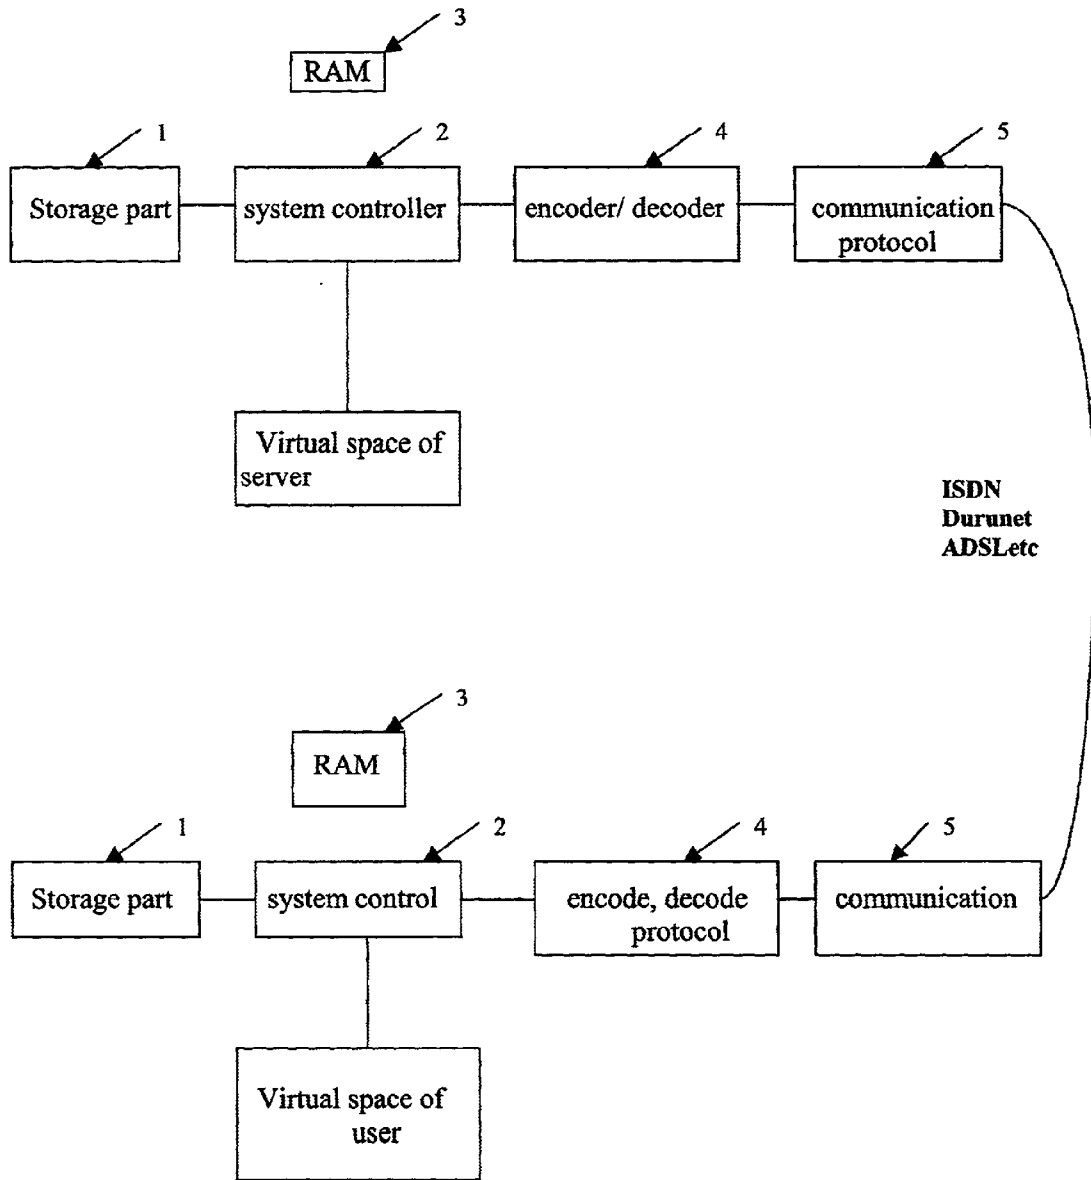 3
RAM
1
2
4
5
Storage part
system controller
encoder/ decoder
communication
protocol
Virtual space of
server
ISDN
Durunet
ADSLetc
3
RAM
1
2
4
5
Storage part
system control
encode, decode
protocol
communication
Virtual space of
user